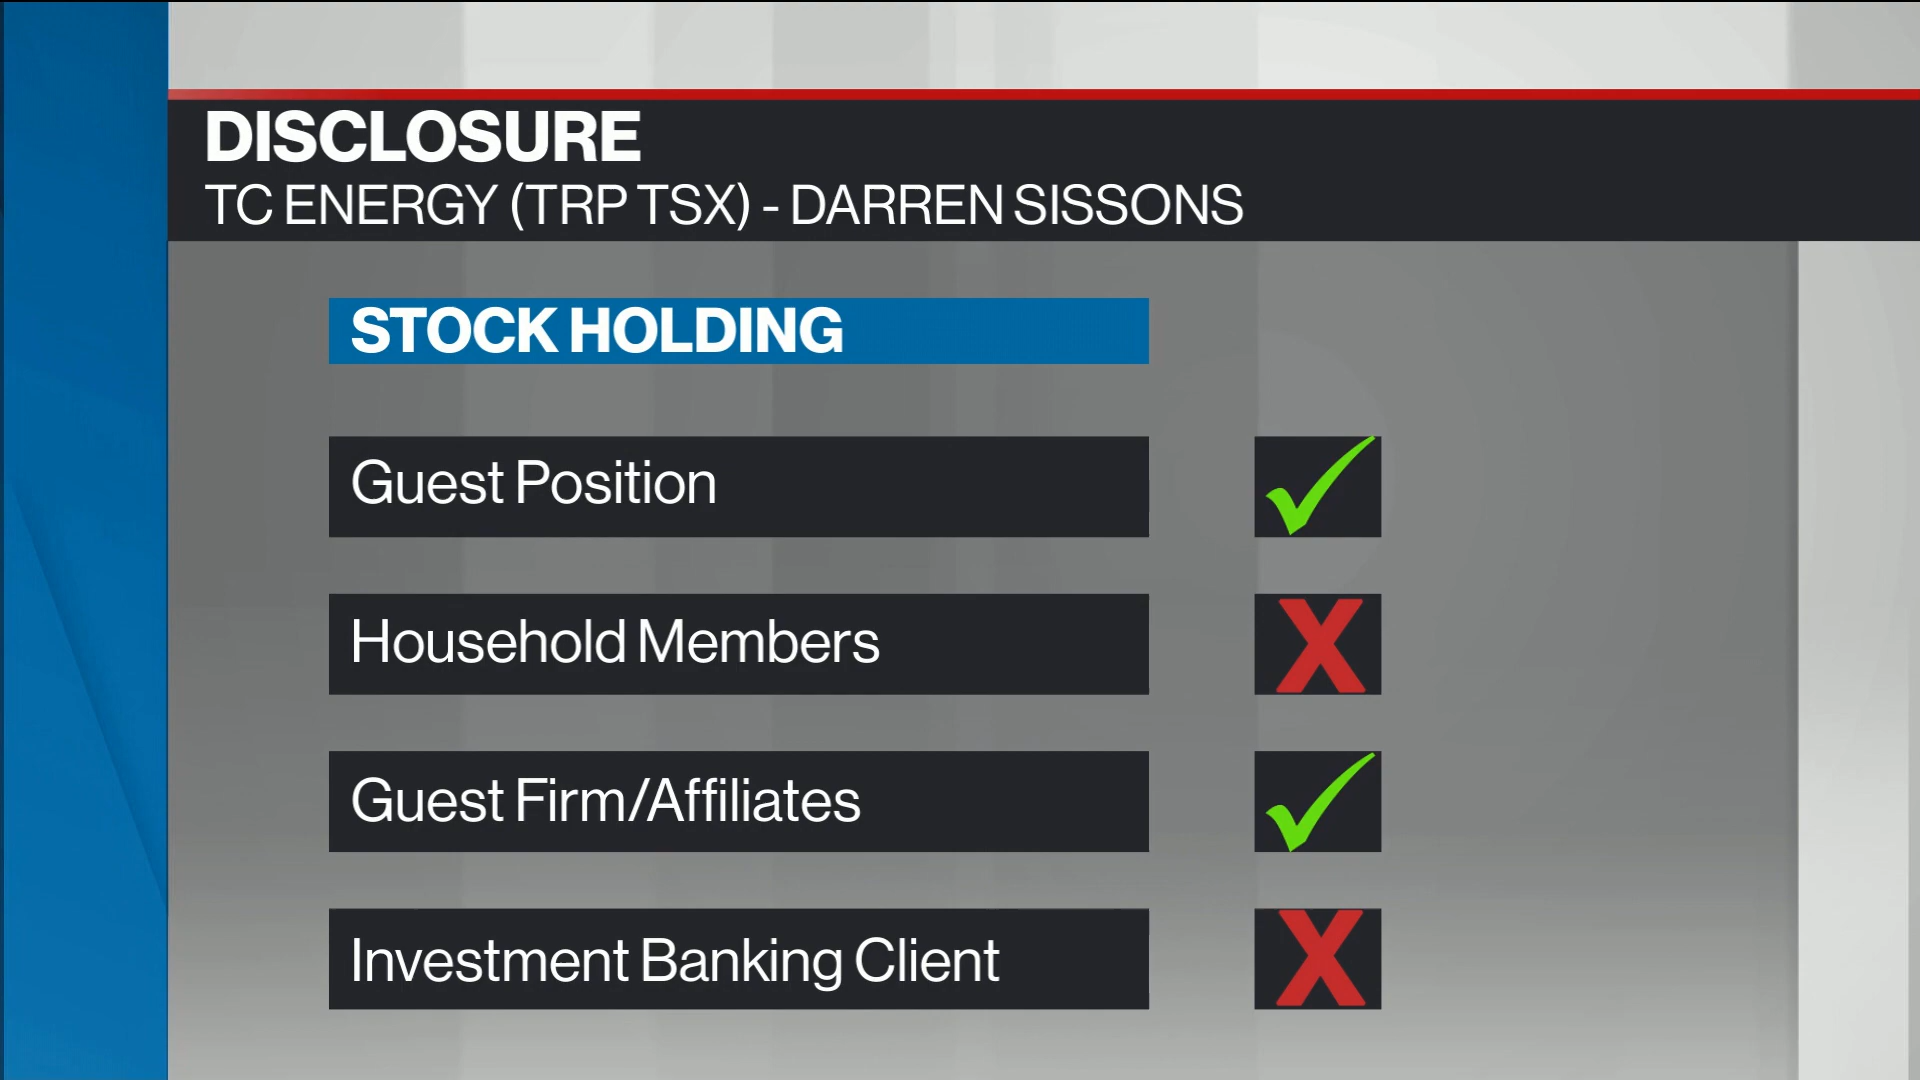 DISCLOSURE
TC ENERGY (TRP TSX) - DARREN SISSONS
STOCK HOLDING
Guest Position
Household Members
Guest Firm/Affiliates
Investment Banking Client